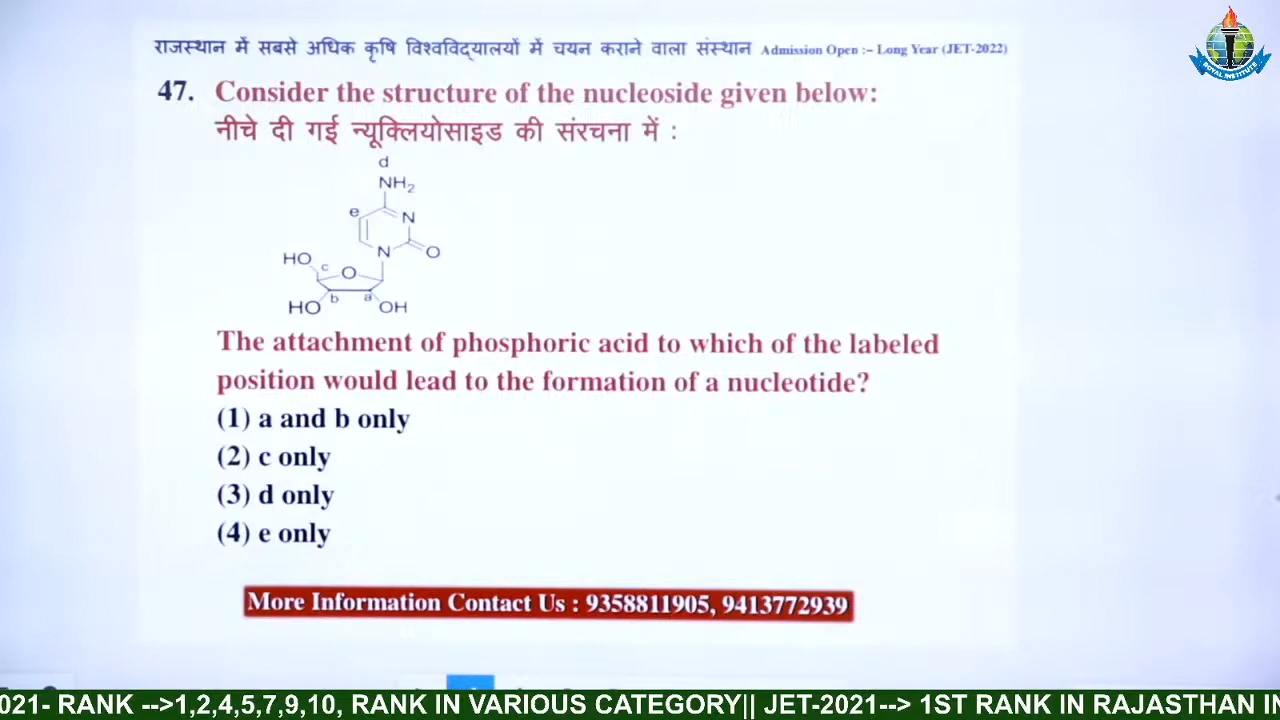 राजस्थान में सबसे अधिक कृषि विश्वविद्यालयों में चयन कराने वाला संस्थान Admission Open :– Long Year (JET-2022)
ROYAL INSTITUTE
47. Consider the structure of the nucleoside given below:
नीचे दी गई न्यूक्लियोसाइड की संरचना में :
d
NH₂
e
N
N
O
HO
c
O
b
a
HO
OH
The attachment of phosphoric acid to which of the labeled
position would lead to the formation of a nucleotide?
(1) a and b only
(2) c only
(3) d only
(4) e only
More Information Contact Us : 9358811905, 9413772939
021- RANK -->1,2,4,5,7,9,10, RANK IN VARIOUS CATEGORY|| JET-2021--> 1ST RANK IN RAJASTHAN IN